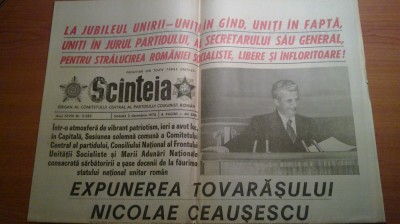 LA JUBILEUL UNIRII-UNIȚI ÎN GÎND, UNIȚI ÎN FAPTĂ,
UNIȚI ÎN JURUL PARTIDULUI, AL SECRETARULUI SĂU GENERAL,
PENTRU STRĂLUCIREA ROMÂNIEI SOCIALISTE, LIBERE ȘI ÎNFLORITOARE!
Scînteia
ORGAN AL COMITETULUI CENTRAL AL PARTIDULUI COMUNIST ROMÂN
Într-o atmosferă de vibrant patriotism, ieri a avut loc
în Capitală, Sesiunea solemnă comună a Comitetului
Central al partidului, Consiliului Național al Frontului
Unității Socialiste și Marii Adunări Naționale
consacrată sărbătoririi a șase decenii de la făurirea
statului național unitar român
EXPUNEREA TOVARĂȘULUI
NICOLAE CEAUȘESCU